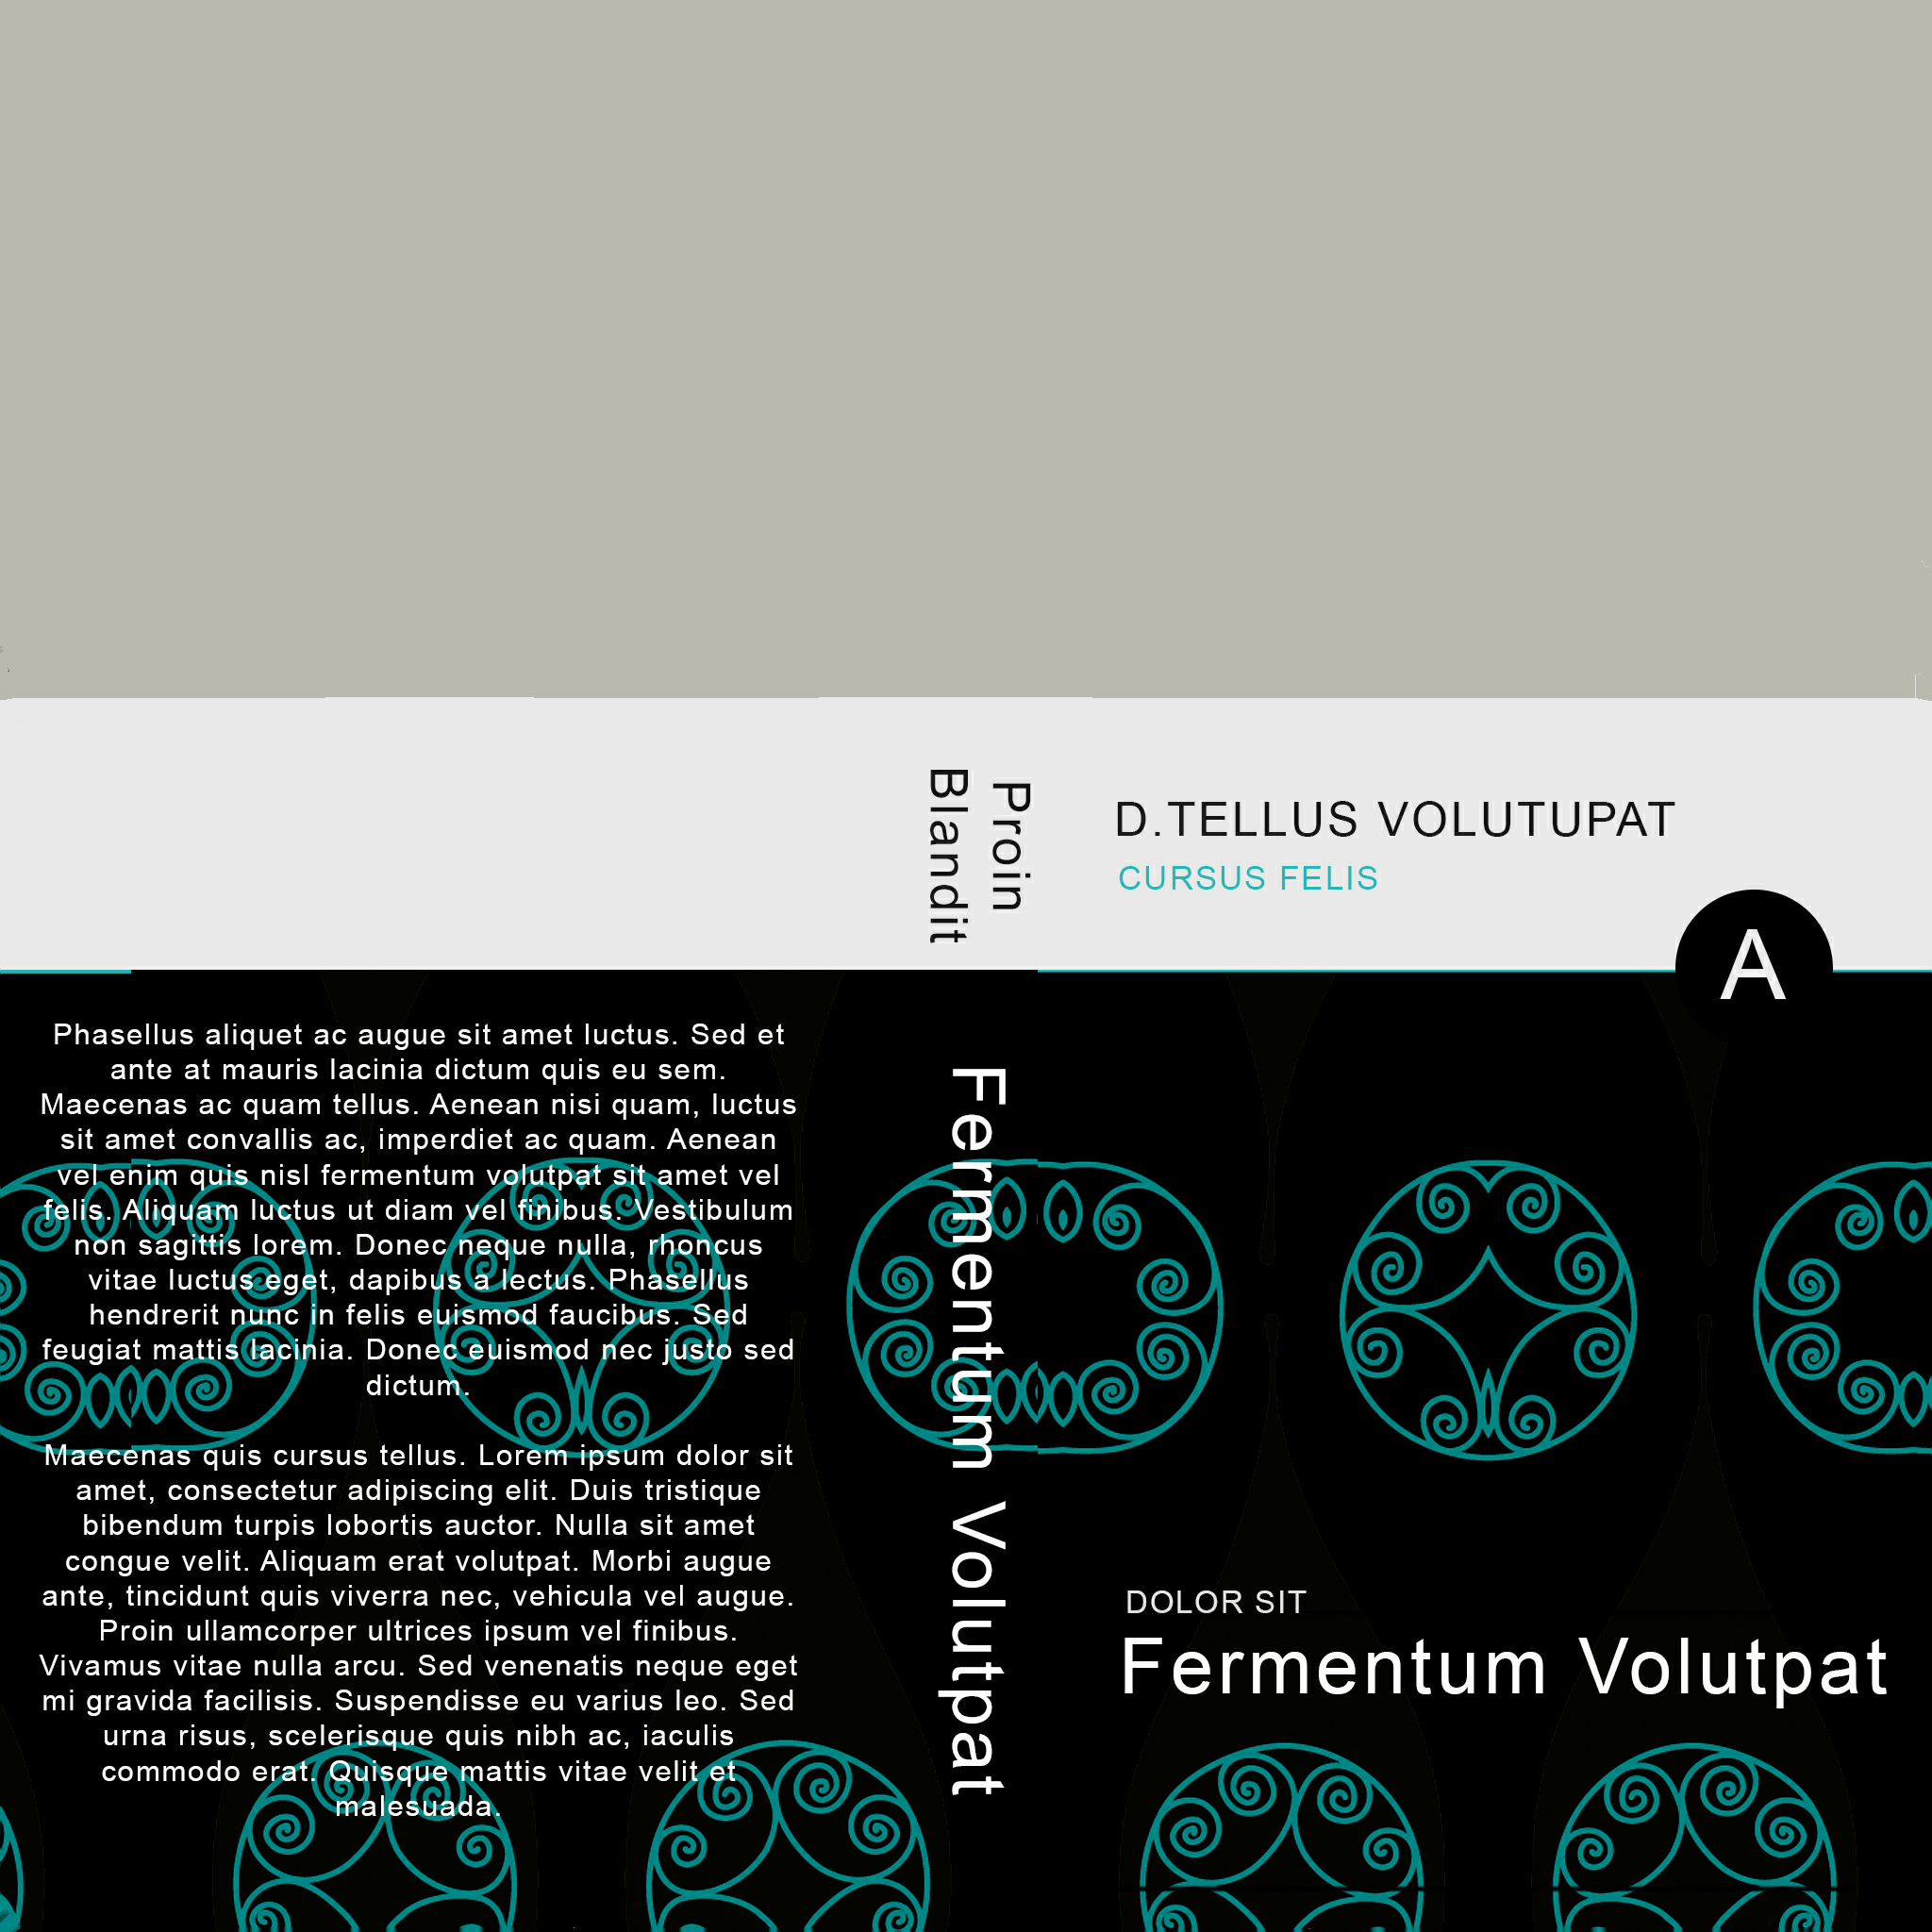 Phasellus aliquet ac augue sit amet luctus. Sed et
ante at mauris lacinia dictum quis eu sem.
Maecenas ac quam tellus. Aenean nisi quam, luctus
sit amet convallis ac, imperdiet ac quam. Aenean
vel enim quis nisl fermentum volutpat sit amet vel
felis. Aliquam luctus ut diam vel finibus. Vestibulum
non sagittis lorem. Donec neque nulla, rhoncus
vitae luctus eget, dapibus a lectus. Phasellus
hendrerit nunc in felis euismod faucibus. Sed
feugiat mattis lacinia. Donec euismod nec justo sed
dictum.
Maecenas quis cursus tellus. Lorem ipsum dolor sit
amet, consectetur adipiscing elit. Duis tristique
bibendum turpis lobortis auctor. Nulla sit amet
congue velit. Aliquam erat volutpat. Morbi augue
ante, tincidunt quis viverra nec, vehicula vel augue.
Proin ullamcorper ultrices ipsum vel finibus.
Vivamus vitae nulla arcu. Sed venenatis neque eget
mi gravida facilisis. Suspendisse eu varius leo. Sed
urna risus, scelerisque quis nibh ac, iaculis
commodo erat. Quisque mattis vitae velit et
malesuada.
Proin
Blandit
Fermentum Volutpat
D.TELLUS VOLUTUPAT
CURSUS FELIS
A
DOLOR SIT
Fermentum Volutpat